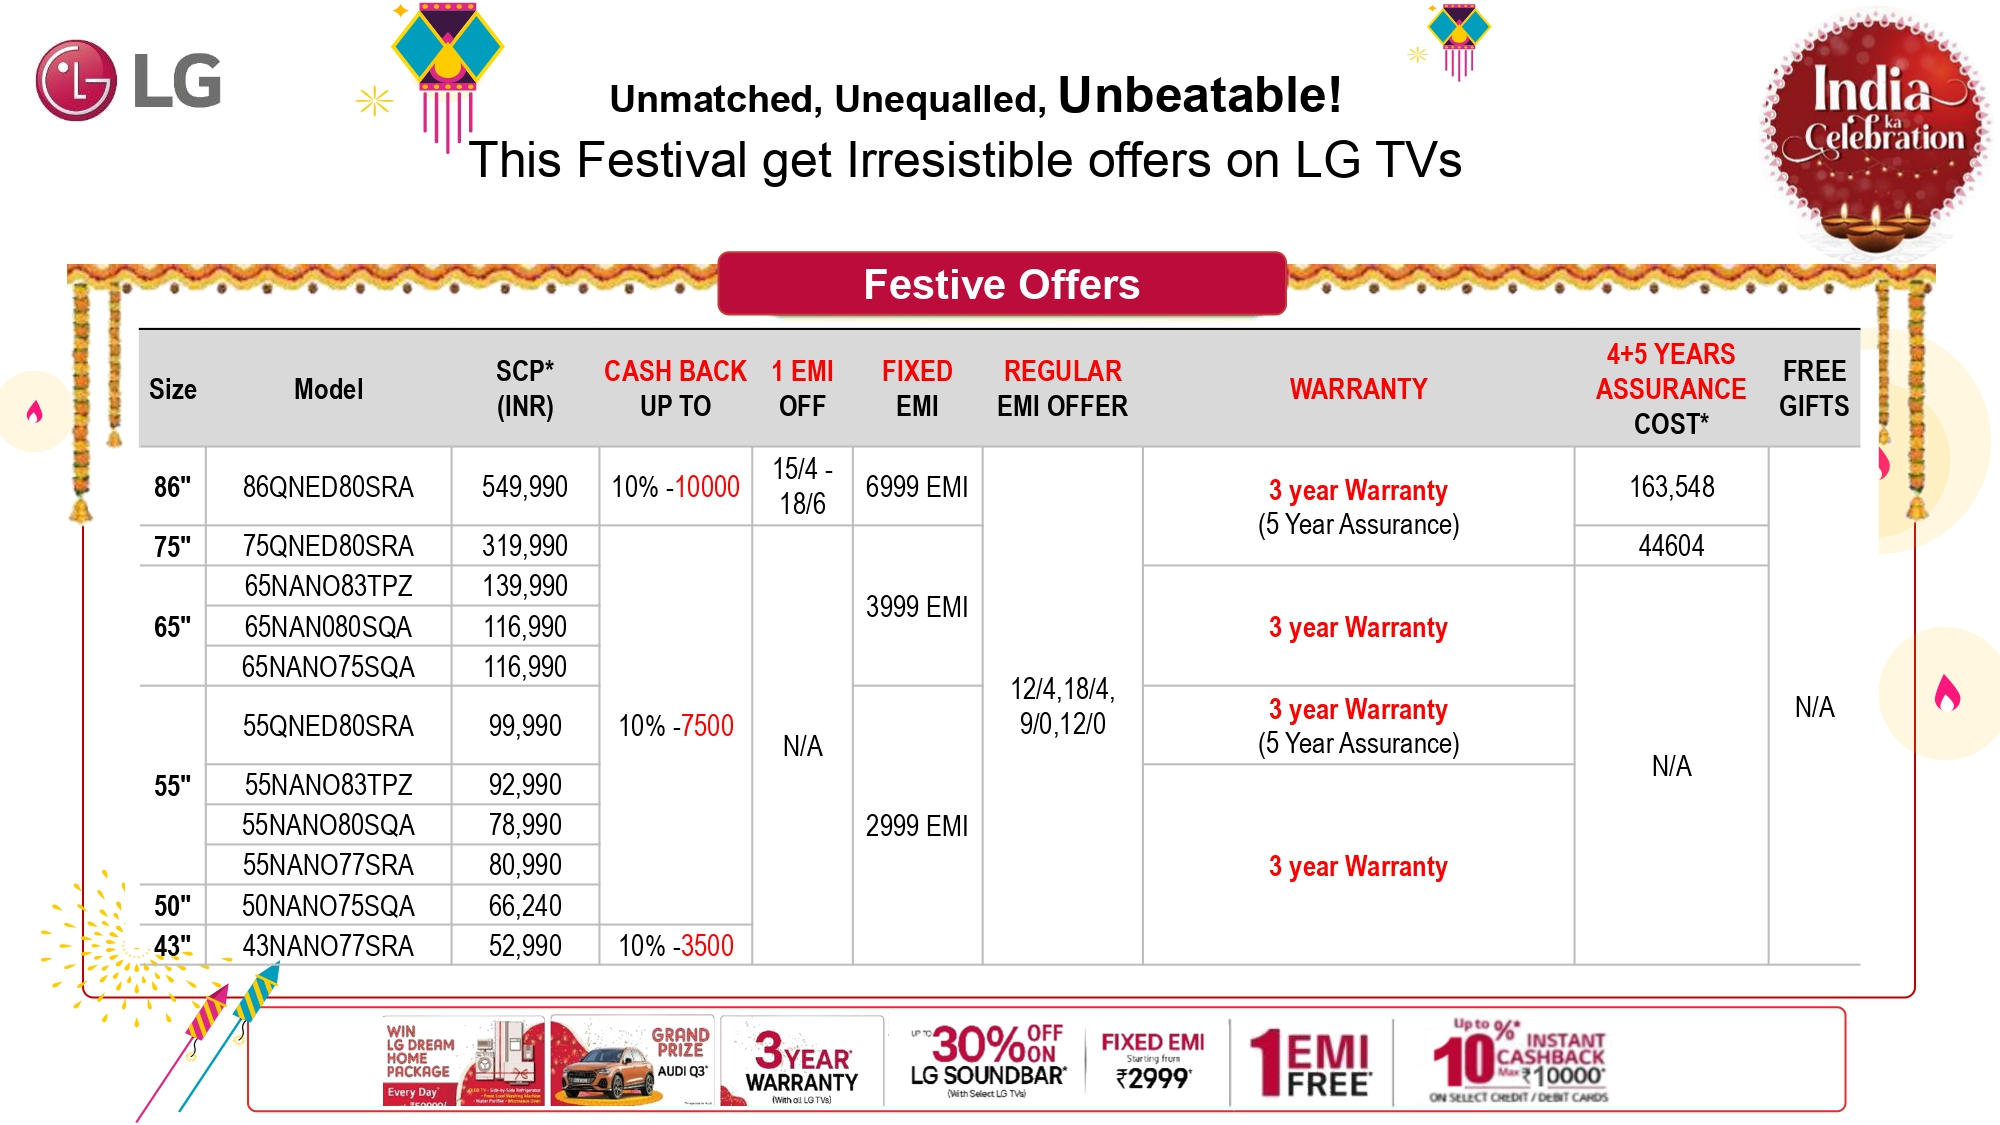 LG
Unmatched, Unequalled, Unbeatable!
This Festival get Irresistible offers on LG TVs
India
ka
Celebration
Festive Offers
Size Model SCP* (INR) CASH BACK UP TO 1 EMI OFF FIXED EMI REGULAR EMI OFFER WARRANTY 4+5 YEARS ASSURANCE COST* FREE GIFTS
86" 86QNED80SRA 549,990 10% -10000 15/4 - 18/6 6999 EMI 3 year Warranty (5 Year Assurance) 163,548
75" 75QNED80SRA 319,990 44604
65" 65NANO83TPZ 139,990 3999 EMI 3 year Warranty
65NAN080SQA 116,990
65NANO75SQA 116,990
12/4,18/4, 9/0,12/0
N/A
55" 55QNED80SRA 99,990 10% -7500 N/A 3 year Warranty (5 Year Assurance) N/A
55NANO83TPZ 92,990
55NANO80SQA 78,990 2999 EMI
55NANO77SRA 80,990 3 year Warranty
50" 50NANO75SQA 66,240
43" 43NANO77SRA 52,990 10% -3500
WIN
LG DREAM
HOME
PACKAGE
Every Day*
GRAND
PRIZE
AUDI Q3*
3 YEAR*
WARRANTY
(With all LG TVs)
UP TO 30% OFF
ON
LG SOUNDBAR*
(With Select LG TVs)
FIXED EMI
Starting from
₹2999*
1 EMI
FREE*
Up to 10%* INSTANT
CASHBACK
Max ₹10000*
ON SELECT CREDIT / DEBIT CARDS